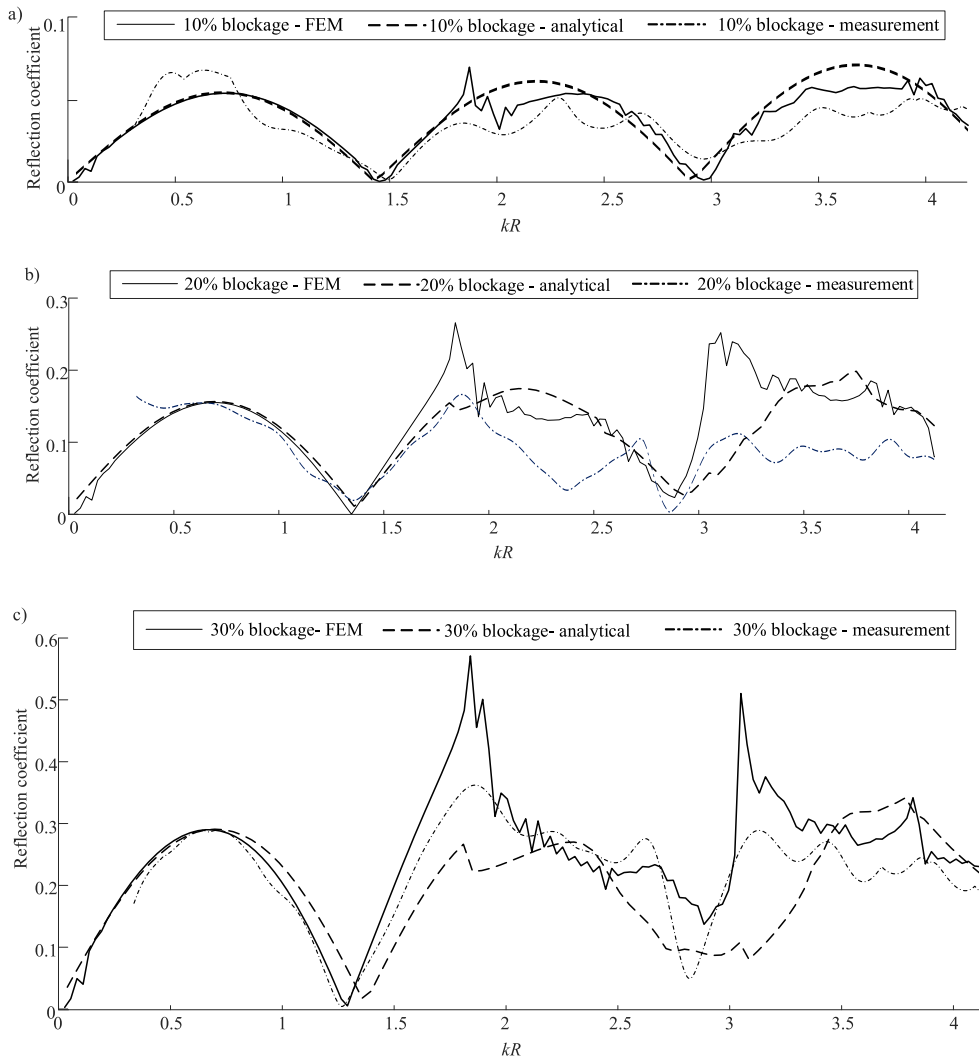 a)
0.1
10% blockage - FEM 10% blockage - analytical 10% blockage - measurement
Reflection coefficient
0
0 0.5 1 1.5 2 2.5 3 3.5 4
kR
b)
20% blockage - FEM 20% blockage - analytical 20% blockage - measurement
0.3
0.2
0.1
0
Reflection coefficient
0 0.5 1 1.5 2 2.5 3 3.5 4
kR
c)
30% blockage- FEM 30% blockage- analytical 30% blockage - measurement
0.6
0.5
0.4
0.3
0.2
0.1
0
Reflection coefficient
0 0.5 1 1.5 2 2.5 3 3.5 4
kR